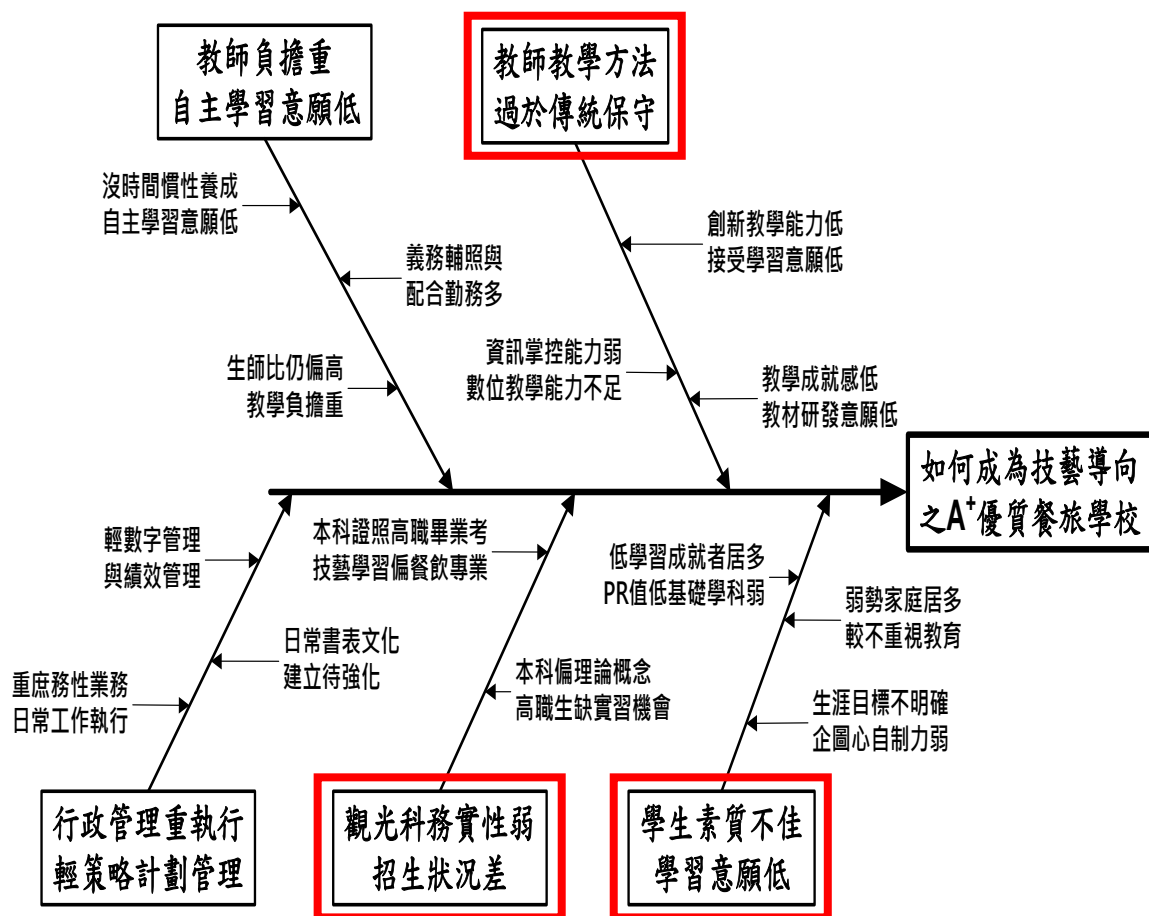 教師負擔重
自主學習意願低
教師教學方法
過於傳統保守
沒時間慣性養成
自主學習意願低
義務輔照與
配合勤務多
生師比仍偏高
教學負擔重
創新教學能力低
接受學習意願低
資訊掌控能力弱
數位教學能力不足
教學成就感低
教材研發意願低
如何成為技藝導向
之A⁺優質餐旅學校
輕數字管理
與績效管理
日常書表文化
建立待強化
重庶務性業務
日常工作執行
行政管理重執行
輕策略計劃管理
本科證照高職畢業考
技藝學習偏餐飲專業
本科偏理論概念
高職生缺實習機會
觀光科務實性弱
招生狀況差
低學習成就者居多
PR值低基礎學科弱
弱勢家庭居多
較不重視教育
生涯目標不明確
企圖心自制力弱
學生素質不佳
學習意願低